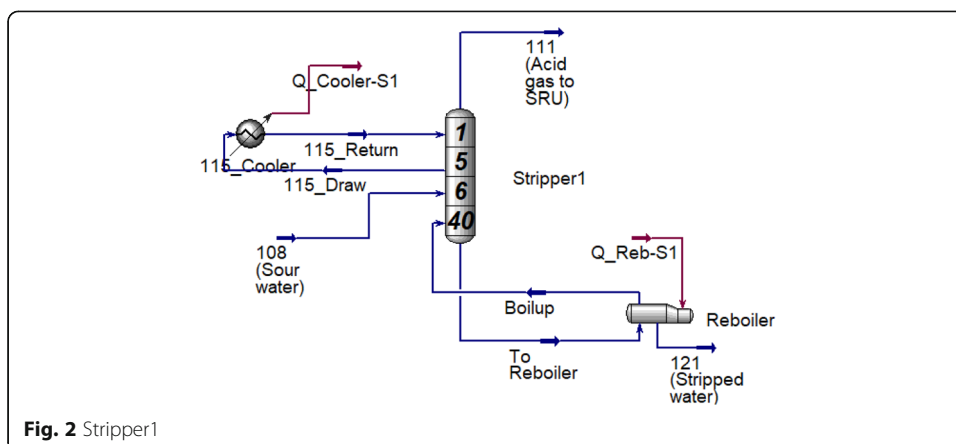 111
(Acid
gas to
SRU)
Q_Cooler-S1
115_Cooler
115_Return
115_Draw
1
5
6
40
Stripper1
108
(Sour
water)
Q_Reb-S1
Boilup
Reboiler
To
Reboiler
121
(Stripped
water)
Fig. 2 Stripper1